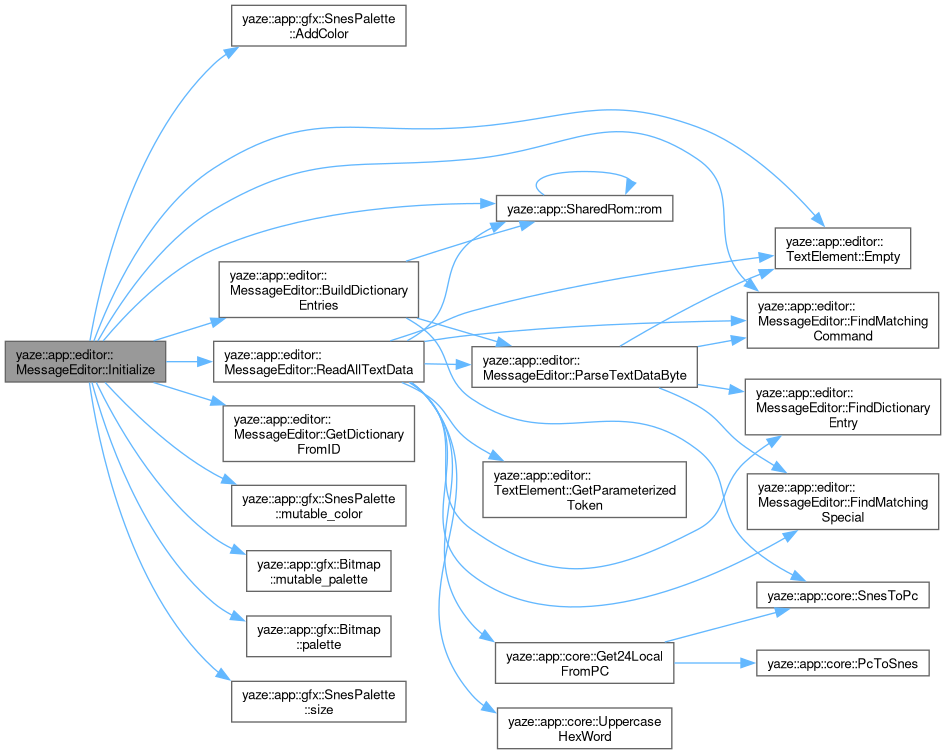 yaze::app::gfx::SnesPalette
::AddColor
yaze::app::SharedRom::rom
yaze::app::editor::
TextElement::Empty
yaze::app::editor::
MessageEditor::BuildDictionary
Entries
yaze::app::editor::
MessageEditor::FindMatching
Command
yaze::app::editor::
MessageEditor::Initialize
yaze::app::editor::
MessageEditor::ReadAllTextData
yaze::app::editor::
MessageEditor::ParseTextDataByte
yaze::app::editor::
MessageEditor::FindDictionary
Entry
yaze::app::editor::
MessageEditor::GetDictionary
FromID
yaze::app::editor::
TextElement::GetParameterized
Token
yaze::app::editor::
MessageEditor::FindMatching
Special
yaze::app::gfx::SnesPalette
::mutable_color
yaze::app::gfx::Bitmap
::mutable_palette
yaze::app::core::SnesToPc
yaze::app::gfx::Bitmap
::palette
yaze::app::core::Get24Local
FromPC
yaze::app::core::PcToSnes
yaze::app::gfx::SnesPalette
::size
yaze::app::core::Uppercase
HexWord